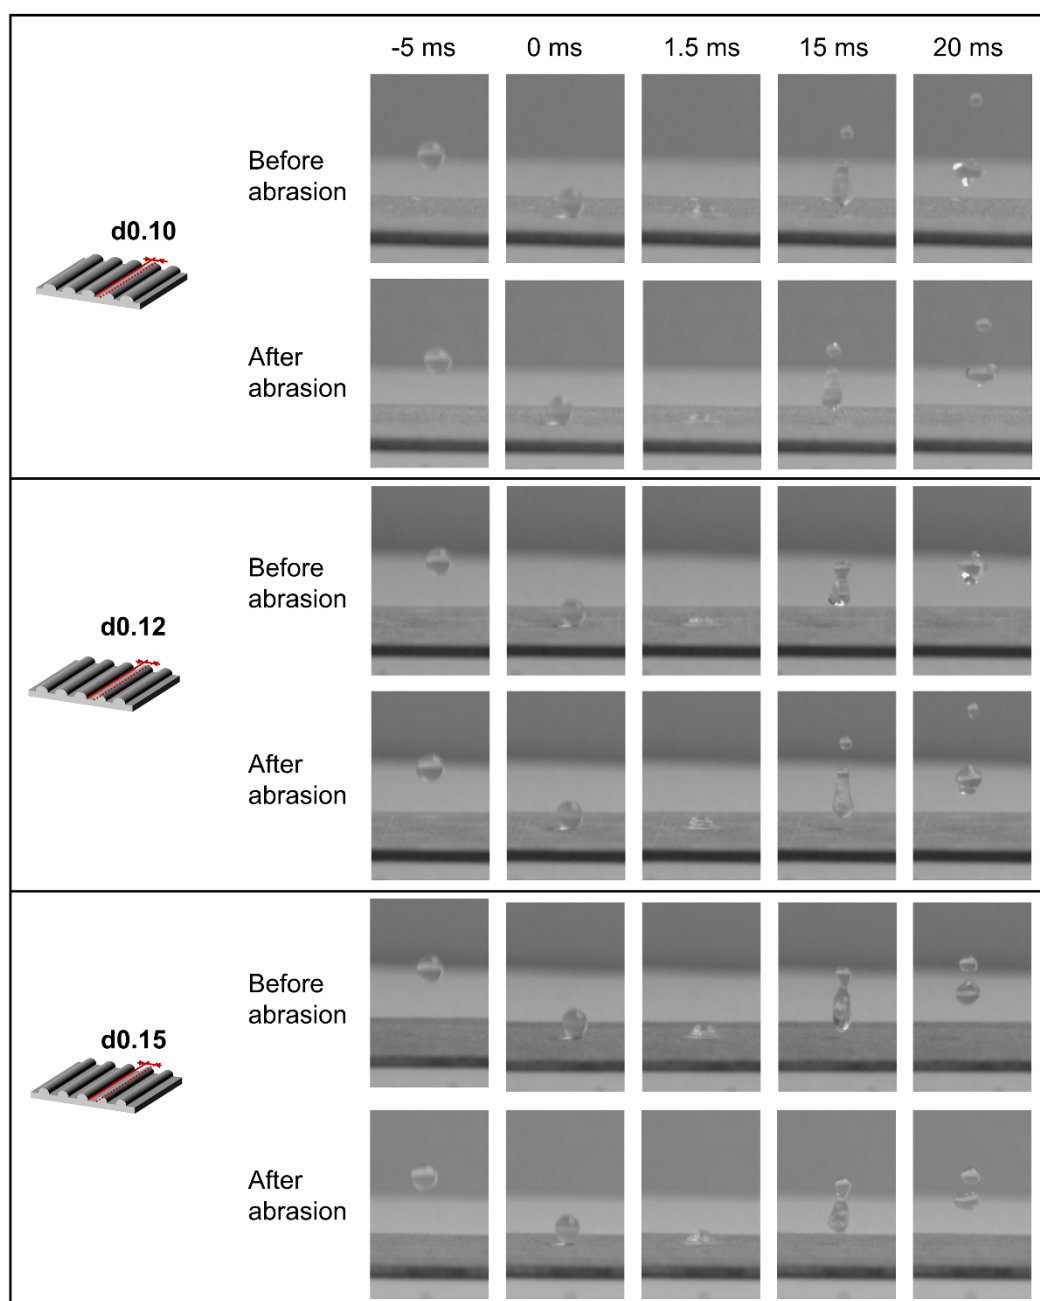 -5 ms 0 ms 1.5 ms 15 ms 20 ms
Before
abrasion
d0.10
After
abrasion
Before
abrasion
d0.12
After
abrasion
Before
abrasion
d0.15
After
abrasion